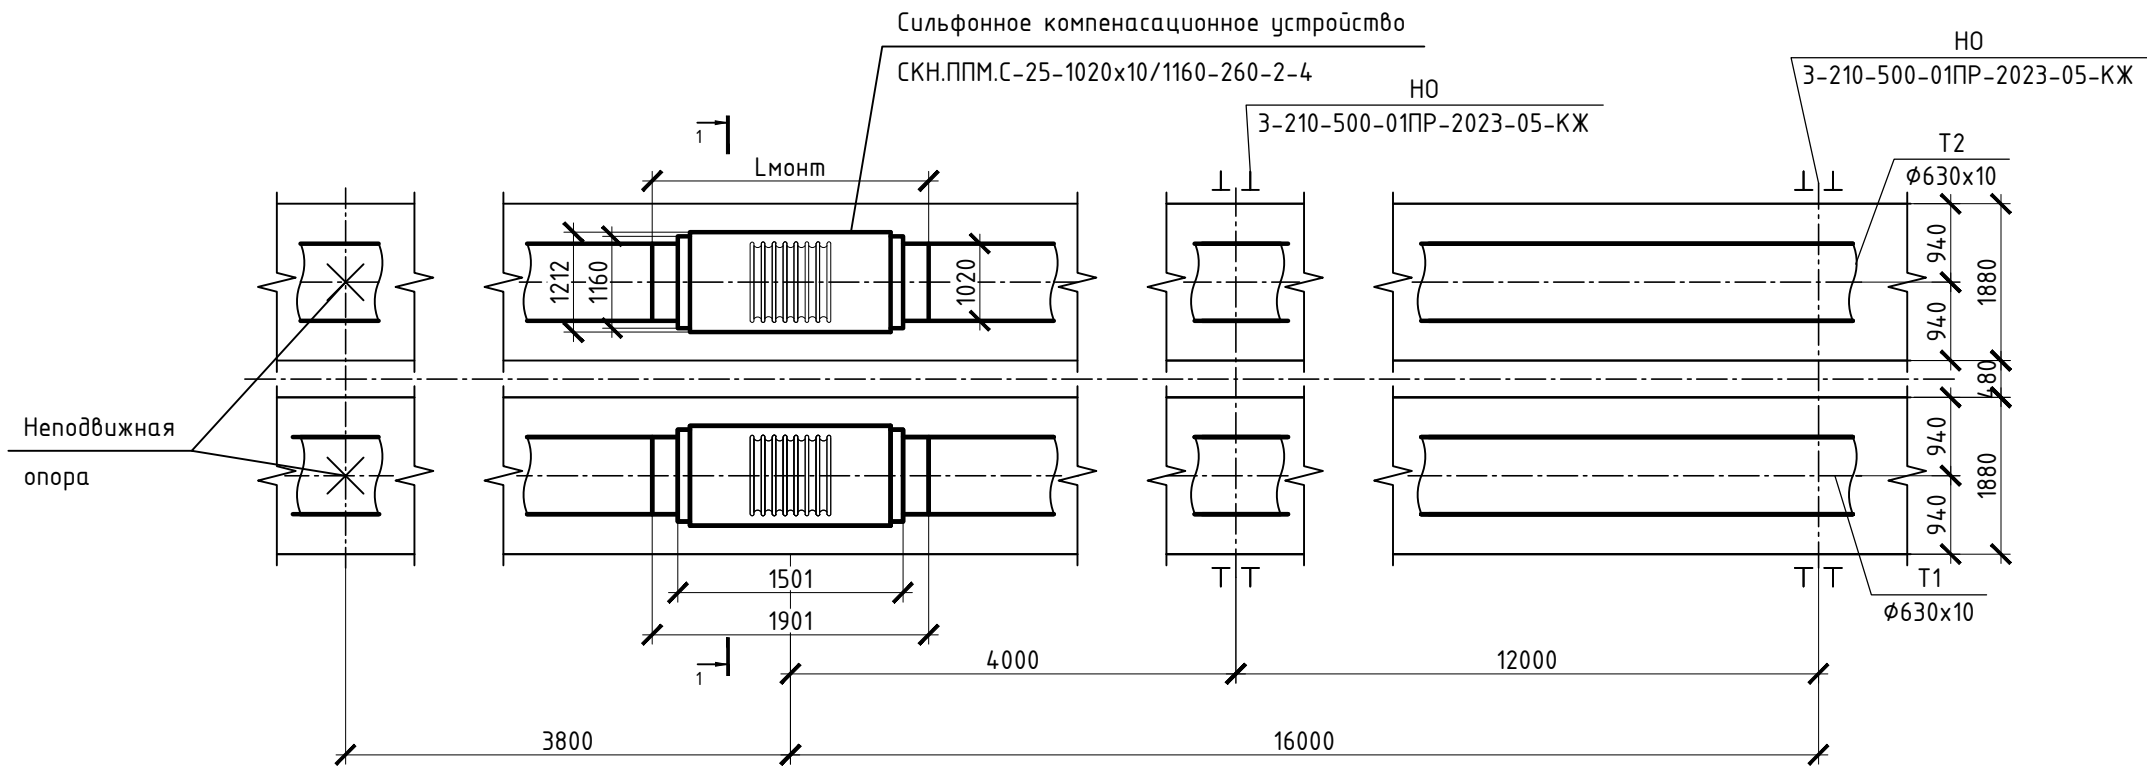 Сильфонное компенасационное устройство
СКН.ППМ.С-25-1020х10/1160-260-2-4
НО
3-210-500-01ПР-2023-05-КЖ
НО
3-210-500-01ПР-2023-05-КЖ
Т2
Ф630х10
1
Lмонт
1212
1160
1020
940
940
1880
480
940
940
1880
Неподвижная
опора
Т1
Ф630х10
1501
1901
1
4000
12000
3800
16000